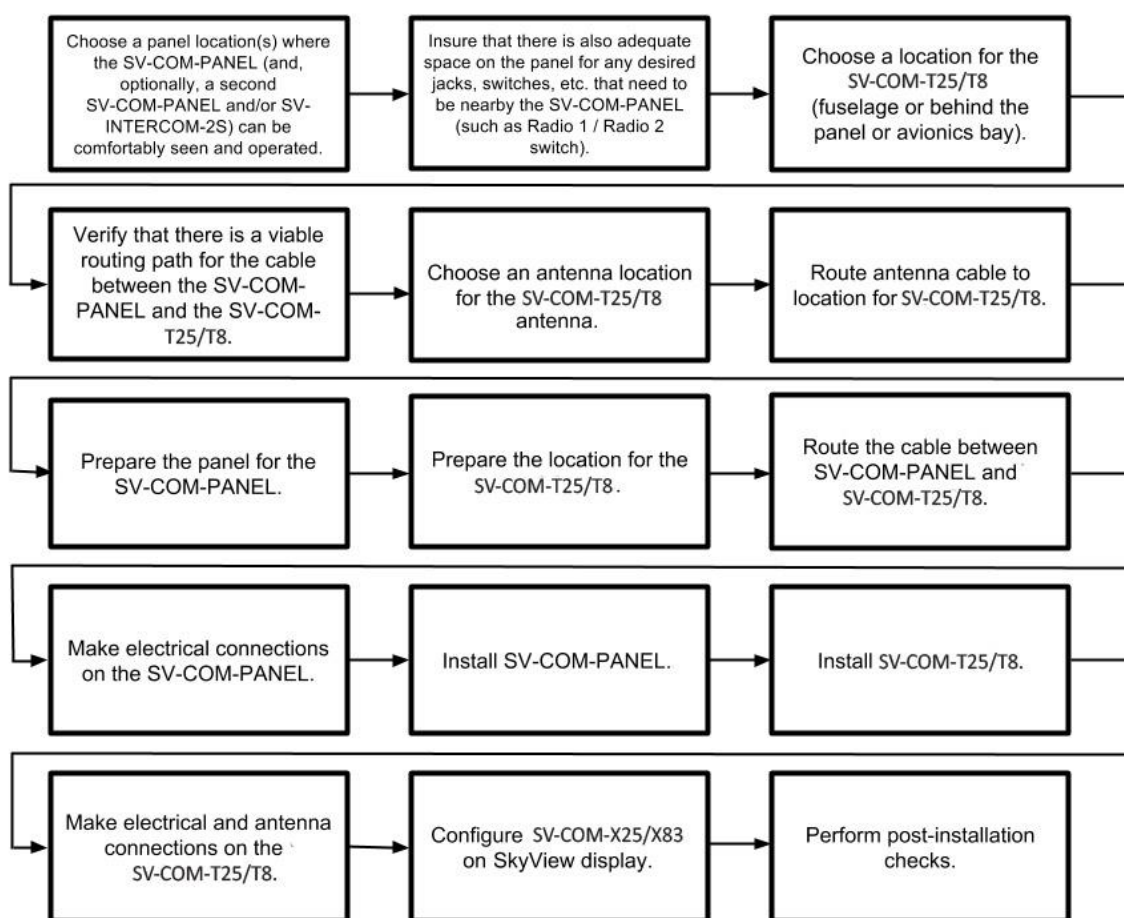 Choose a panel location(s) where
the SV-COM-PANEL (and,
optionally, a second
SV-COM-PANEL and/or SV-
INTERCOM-2S) can be
comfortably seen and operated.
Insure that there is also adequate
space on the panel for any desired
jacks, switches, etc. that need to
be nearby the SV-COM-PANEL
(such as Radio 1 / Radio 2
switch).
Choose a location for the
SV-COM-T25/T8
(fuselage or behind the
panel or avionics bay).
Verify that there is a viable
routing path for the cable
between the SV-COM-
PANEL and the SV-COM-
T25/T8.
Choose an antenna location
for the SV-COM-T25/T8
antenna.
Route antenna cable to
location for SV-COM-T25/T8.
Prepare the panel for the
SV-COM-PANEL.
Prepare the location for the
SV-COM-T25/T8.
Route the cable between
SV-COM-PANEL and
SV-COM-T25/T8.
Make electrical connections
on the SV-COM-PANEL.
Install SV-COM-PANEL.
Install SV-COM-T25/T8.
Make electrical and antenna
connections on the
SV-COM-T25/T8.
Configure SV-COM-X25/X83
on SkyView display.
Perform post-installation
checks.